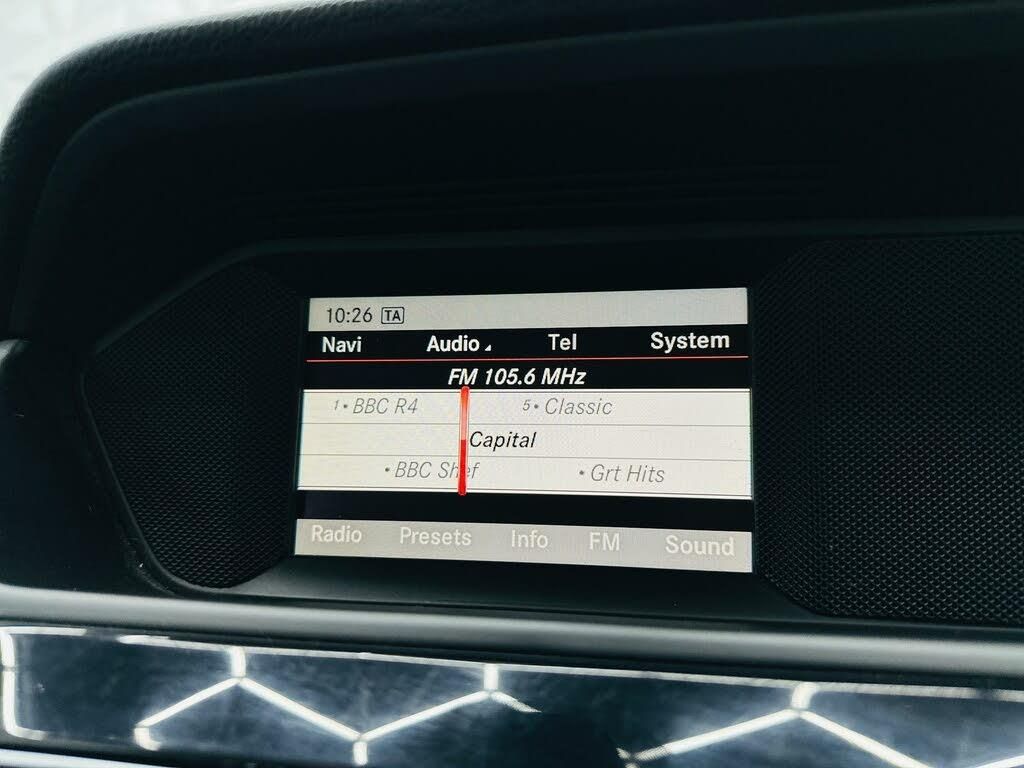 10:26 TA
Navi Audio Tel System
FM 105.6 MHz
1 • BBC R4 5 • Classic
Capital
• BBC Shef • Grt Hits
Radio Presets Info FM Sound